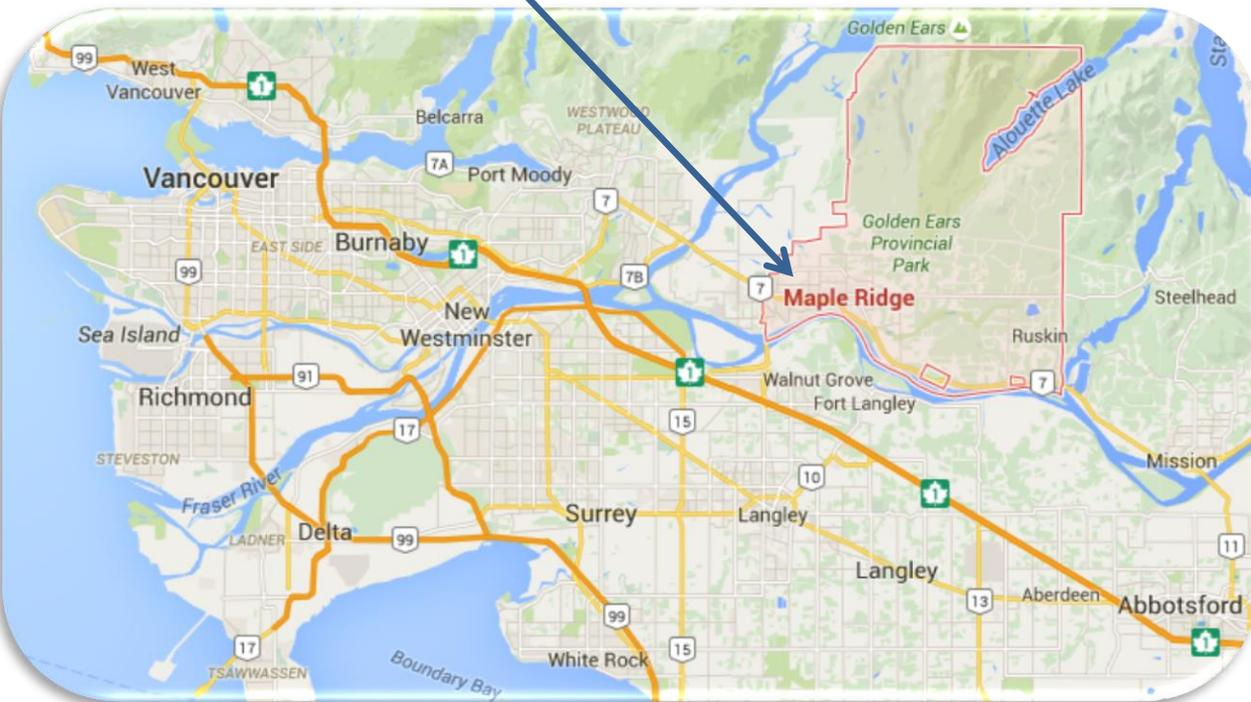 Golden Ears
99
West
Vancouver
1
Sta
Alouette Lake
Belcarra
WESTWOOD
PLATEAU
7A
Port Moody
Vancouver
7
Golden Ears
Provincial
Park
EAST SIDE
Burnaby
1
99
7B
7
Maple Ridge
Steelhead
New
Westminster
Sea Island
Ruskin
91
1
Walnut Grove
7
Richmond
Fort Langley
15
17
STEVESTON
Mission
10
Fraser River
1
Surrey
Langley
Delta
LADNER
99
11
Langley
13
Aberdeen
Abbotsford
99
1
17
15
White Rock
TSAWWASSEN
Boundary Bay